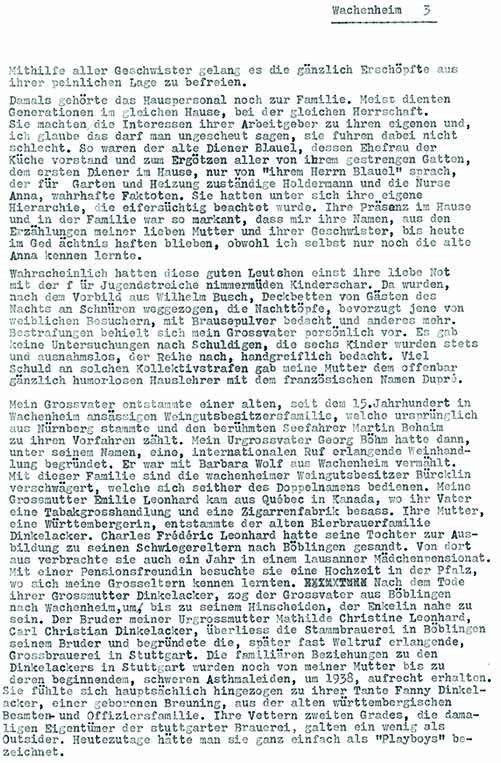 Wachenheim 3
Mithilfe aller Geschwister gelang es die gänzlich Erschöpfte aus
ihrer peinlichen Lage zu befreien.
Damals gehörte das Hauspersonal noch zur Familie. Meist dienten
Generationen im gleichen Hause, bei der gleichen Herrschaft.
Sie machten die Interessen ihrer Arbeitgeber zu ihren eigenen und,
ich glaube das darf man ungescheut sagen, sie fuhren dabei nicht
schlecht. So waren der alte Diener Blauel, dessen Ehefrau der
Küche vorstand und zum Ergötzen aller von ihrem gestrengen Gatten,
dem ersten Diener im Hause, nur von "ihrem Herrn Blauel" sprach,
der für Garten und Heizung zuständige Holdermann und die Nurse
Anna, wahrhafte Faktoten. Sie hatten unter sich ihre eigene
Hierarchie, die eifersüchtig beachtet wurde. Ihre Präsenz im Hause
und in der Familie war so markant, dass mir ihre Namen, aus den
Erzählungen meiner lieben Mutter und ihrer Geschwister, bis heute
im Ged ächtnis haften blieben, obwohl ich selbst nur noch die alte
Anna kennen lernte.
Wahrscheinlich hatten diese guten Leutchen einst ihre liebe Not
mit der f ür Jugendstreiche nimmermüden Kinderschar. Da wurden,
nach dem Vorbild aus Wilhelm Busch, Deckbetten von Gästen des
Nachts an Schnüren weggezogen, die Nachttöpfe, bevorzugt jene von
weiblichen Besuchern, mit Brausepulver bedacht und anderes mehr.
Bestrafungen behielt sich mein Grossvater persönlich vor. Es gab
keine Untersuchungen nach Schuldigen, die sechs Kinder wurden stets
und ausnahmslos, der Reihe nach, handgreiflich bedacht. Viel
Schuld an solchen Kollektivstrafen gab meine Mutter dem offenbar
gänzlich humorlosen Hauslehrer mit dem französischen Namen Dupré.
Mein Grossvater entstammte einer alten, seit dem 15.Jahrhundert in
Wachenheim ansässigen Weingutsbesitzersfamilie, welche ursprünglich
aus Nürnberg stammte und den berühmten Seefahrer Martin Behaim
zu ihren Vorfahren zählt. Mein Urgrossvater Georg Böhm hatte dann,
unter seinem Namen, eine, internationalen Ruf erlangende, Weinhand-
lung begründet. Er war mit Barbara Wolf aus Wachenheim vermählt.
Mit dieser Familie sind die wachenheimer Weingutsbesitzer Bürcklin
verschwägert, welche sich seither des Doppelnamens bedienen. Meine
Grossmutter Emilie Leonhard kam aus Québec in Kanada, wo ihr Vater
eine Tabakgrosshandlung und eine Zigarrenfabrik besass. Ihre Mutter,
eine Württembergerin, entstammte der alten Bierbrauerfamilie
Dinkelacker. Charles Frédéric Leonhard hatte seine Tochter zur Aus-
bildung zu seinen Schwiegereltern nach Böblingen gesandt. Von dort
aus verbrachte sie auch ein Jahr in einem lausanner Mädchenpensionat.
Mit einer Pensionsfreundin besuchte sie eine Hochzeit in der Pfalz,
wo sich meine Grosseltern kennen lernten. Nach dem Tode
ihrer Grossmutter Dinkelacker, zog der Grossvater aus Böblingen
nach Wachenheim,um, bis zu seinem Hinscheiden, der Enkelin nahe zu
sein. Der Bruder meiner Urgrossmutter Mathilde Christine Leonhard,
Carl Christian Dinkelacker, überliess die Stammbrauerei in Böblingen
seinem Bruder und begründete die, später fast Weltruf erlangende,
Grossbrauerei in Stuttgart. Die familiären Beziehungen zu den
Dinkelackers in Stuttgart wurden noch von meiner Mutter bis zu
deren beginnendem, schweren Asthmaleiden, um 1938, aufrecht erhalten.
Sie fühlte sich hauptsächlich hingezogen zu ihrer Tante Fanny Dinkel-
acker, einer geborenen Breuning, aus der alten württembergischen
Beamten- und Offiziersfamilie. Ihre Vettern zweiten Grades, die dama-
ligen Eigentümer der stuttgarter Brauerei, galten ein wenig als
Outsider. Heutezutage hätte man sie ganz einfach als "Playboys" be-
zeichnet.